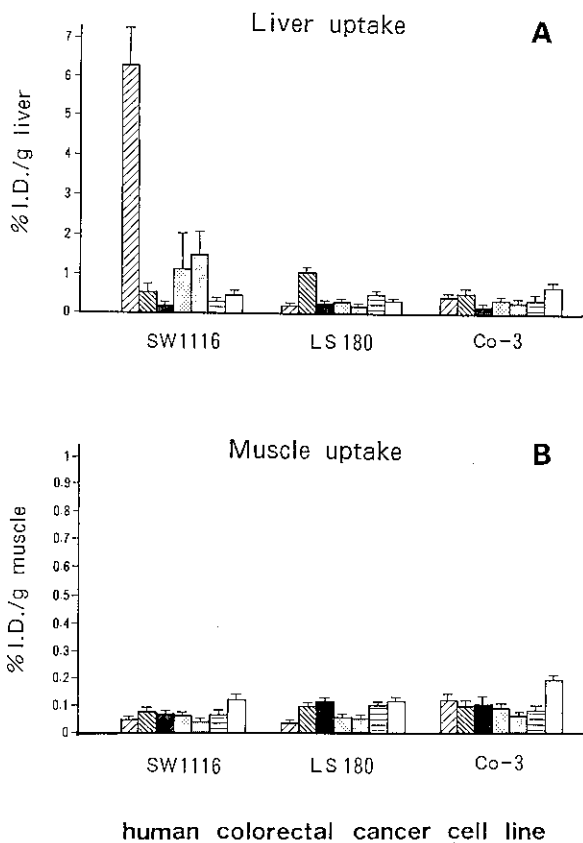 Liver uptake
A
% I.D./g liver
7
6
5
4
3
2
1
0
SW1116
LS 180
Co-3
Muscle uptake
B
% I.D./g muscle
1
0.9
0.8
0.7
0.6
0.5
0.4
0.3
0.2
0.1
0
SW1116
LS 180
Co-3
human colorectal cancer cell line